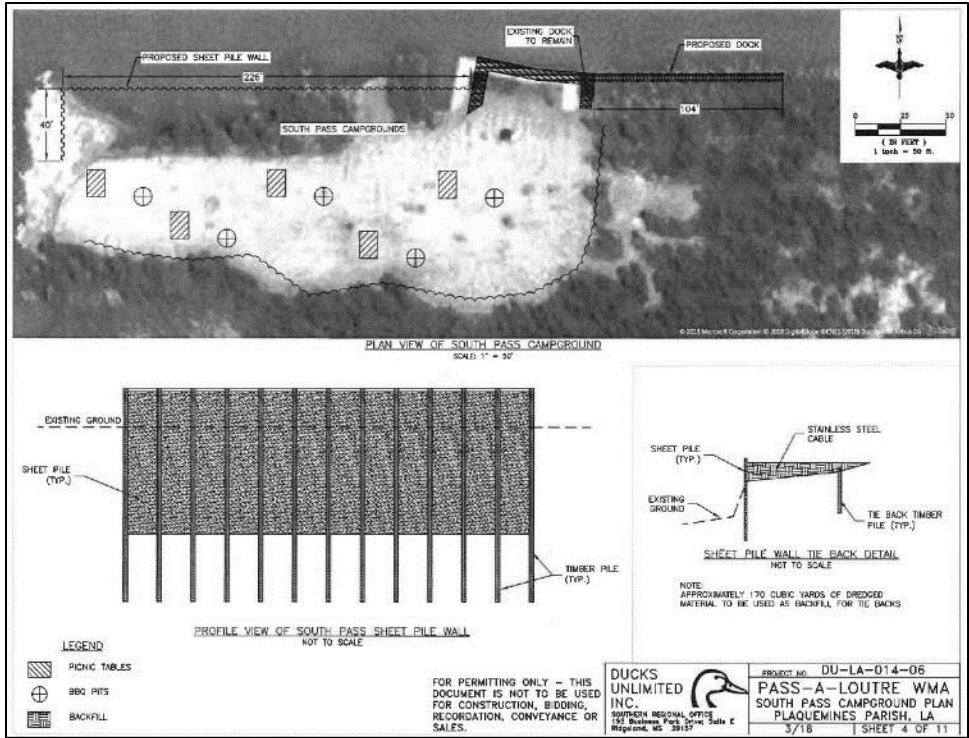 EXISTING DOCK
TO REMAIN
PROPOSED DOCK
PROPOSED SHEET PILE WALL
226'
104'
40'
SOUTH PASS CAMPGROUNDS
N
0 25 50
( IN FEET )
1 inch = 50 ft.
PLAN VIEW OF SOUTH PASS CAMPGROUND
SCALE: 1" = 50'
EXISTING GROUND
SHEET PILE
(TYP.)
TIMBER PILE
(TYP.)
PROFILE VIEW OF SOUTH PASS SHEET PILE WALL
NOT TO SCALE
STAINLESS STEEL
CABLE
SHEET PILE
(TYP.)
EXISTING
GROUND
TIE BACK TIMBER
PILE (TYP.)
SHEET PILE WALL TIE BACK DETAIL
NOT TO SCALE
NOTE:
APPROXIMATELY 170 CUBIC YARDS OF DREDGED
MATERIAL TO BE USED AS BACKFILL FOR TIE BACKS
LEGEND
PICNIC TABLES
BBQ PITS
BACKFILL
FOR PERMITTING ONLY - THIS
DOCUMENT IS NOT TO BE USED
FOR CONSTRUCTION, BIDDING,
RECORDATION, CONVEYANCE OR
SALES.
DUCKS
UNLIMITED
INC.
SOUTHERN REGIONAL OFFICE
193 Business Park Drive, Suite E
Ridgeland, MS 39157
PROJECT NO. DU-LA-014-06
PASS-A-LOUTRE WMA
SOUTH PASS CAMPGROUND PLAN
PLAQUEMINES PARISH, LA
3/18 SHEET 4 OF 11